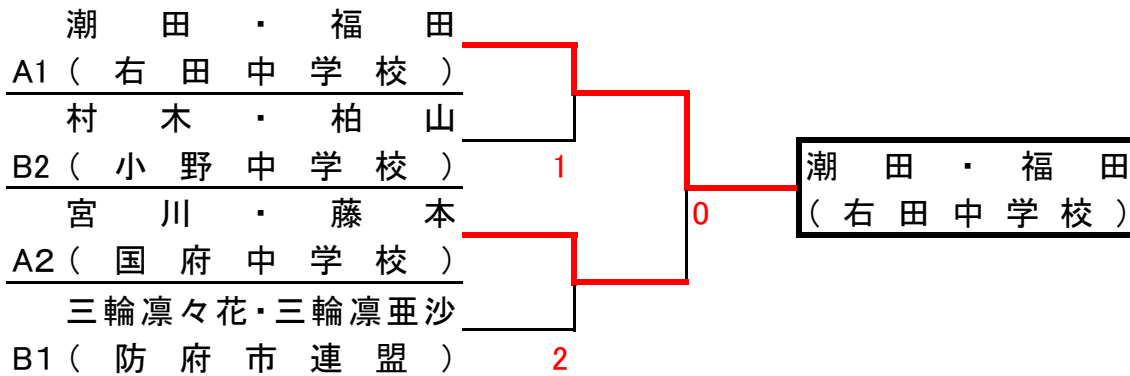 潮田・福田
A1(右田中学校)
村木・柏山
B2(小野中学校)
1
宮川・藤本
A2(国府中学校)
三輪凛々花・三輪凛亜沙
B1(防府市連盟)
2
0
潮田・福田
(右田中学校)